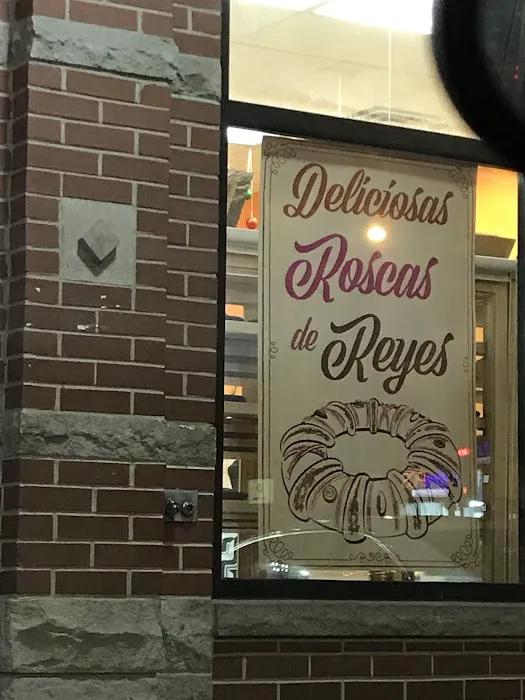 Deliciosas
Roscas
de Reyes